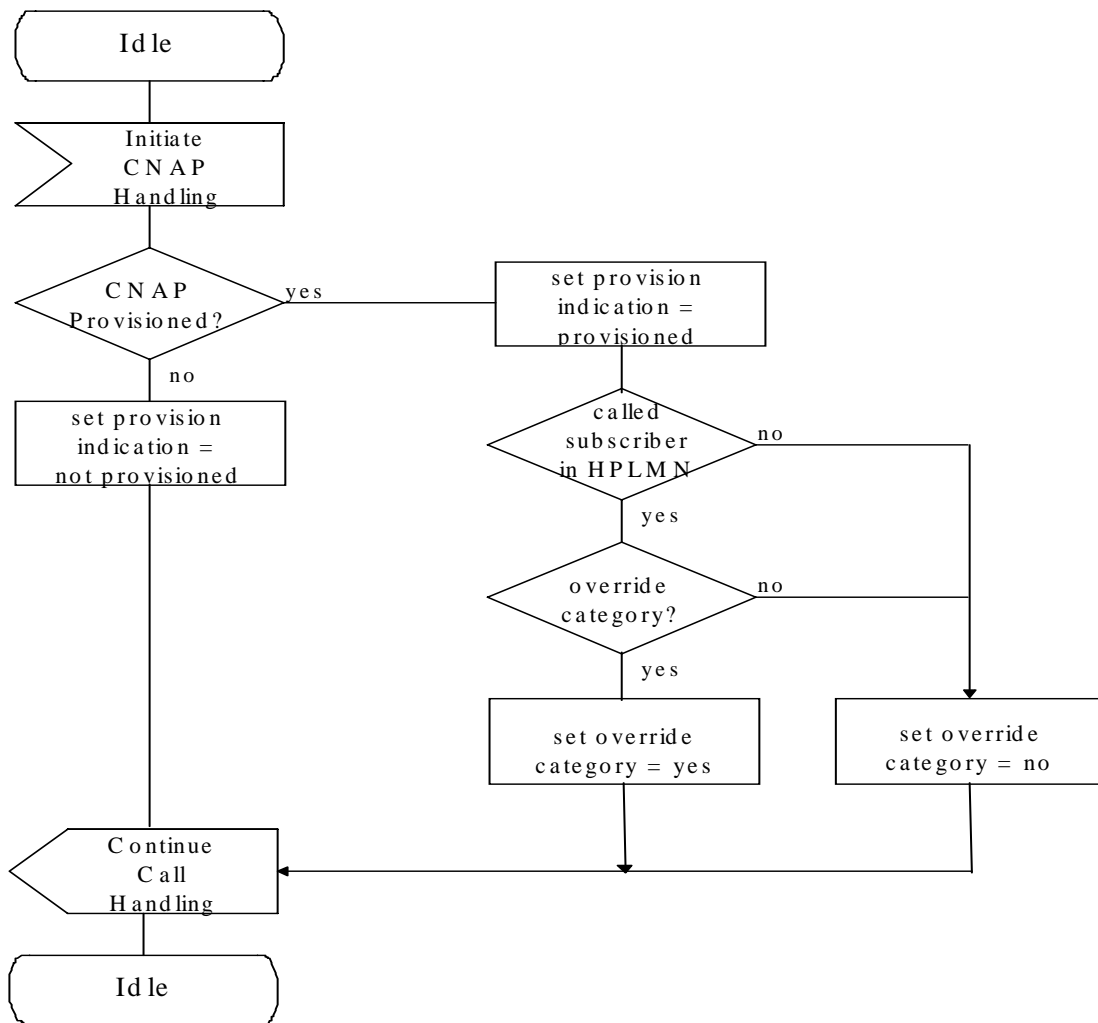 Idle
Initiate
CNAP
Handling
CNAP
Provisioned?
yes
set provision
indication =
provisioned
no
set provision
indication =
not provisioned
called
subscriber
in HPLMN
no
yes
override
category?
no
yes
set override
category = yes
set override
category = no
Continue
Call
Handling
Idle